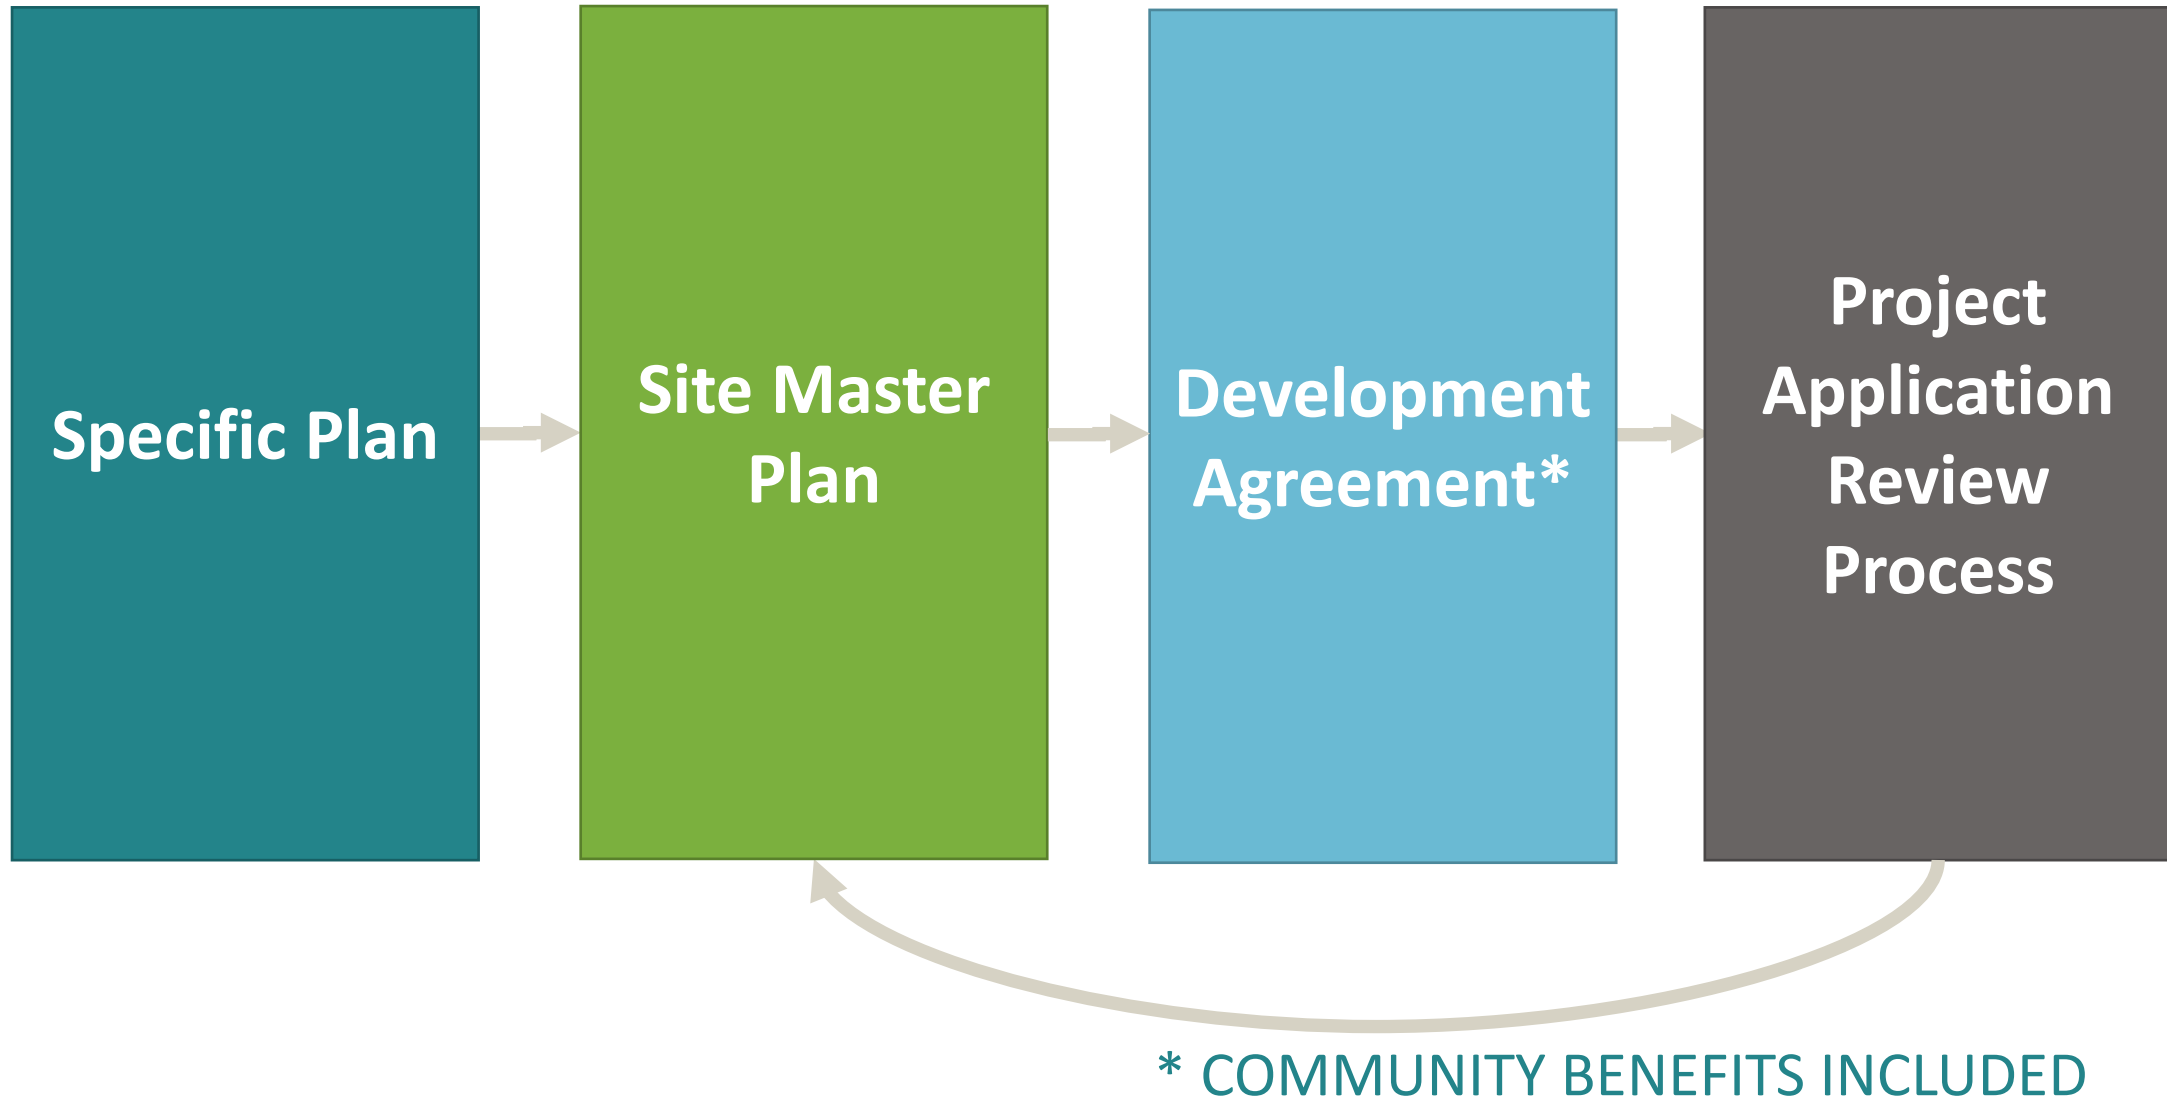 Specific Plan
Site Master
Plan
Development
Agreement*
Project
Application
Review
Process
* COMMUNITY BENEFITS INCLUDED